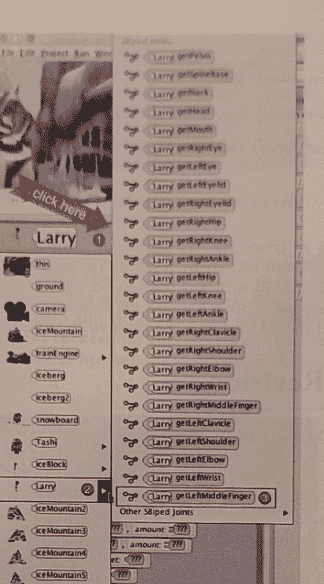 File Edit Project Run
click here
Larry 1
this
ground
camera
iceMountain
trainEngine
iceberg
iceberg2
snowboard
Tashi
iceBlock
Larry 2
iceMountain2
iceMountain3
iceMountain4
iceMountain5
Larry getPelvis
Larry getSpineBase
Larry getNeck
Larry getHead
Larry getMouth
Larry getRightEye
Larry getLeftEye
Larry getLeftEyelid
Larry getRightEyelid
Larry getRightHip
Larry getRightKnee
Larry getRightAnkle
Larry getLeftHip
Larry getLeftKnee
Larry getLeftAnkle
Larry getRightClavicle
Larry getRightShoulder
Larry getRightElbow
Larry getRightWrist
Larry getRightMiddleFinger
Larry getLeftClavicle
Larry getLeftShoulder
Larry getLeftElbow
Larry getLeftWrist
Larry getLeftMiddleFinger 3
Other SBiped Joints
???, amount: ???
???, amount: ???
???
???